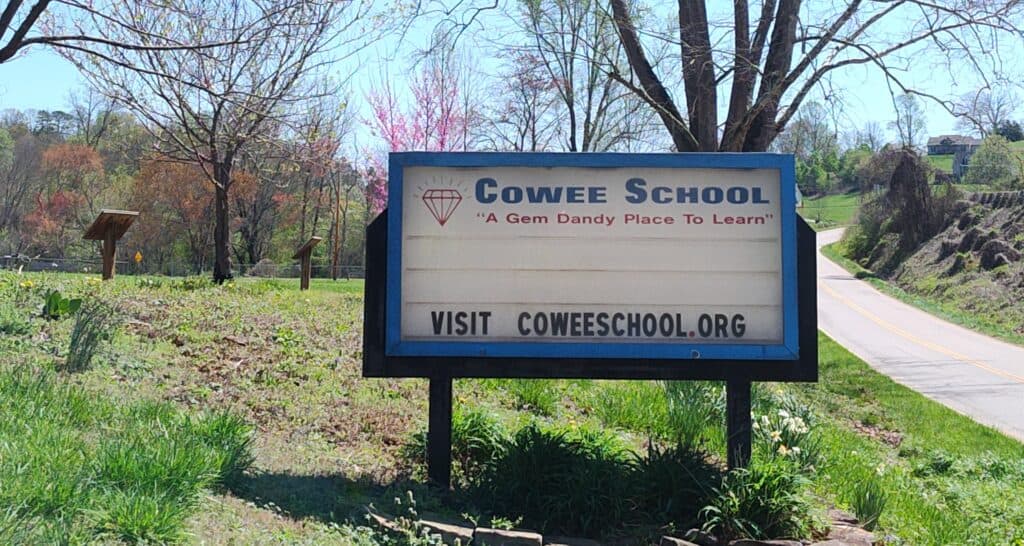 Cowee School
"A Gem Dandy Place To Learn"
VISIT COWEESCHOOL.ORG